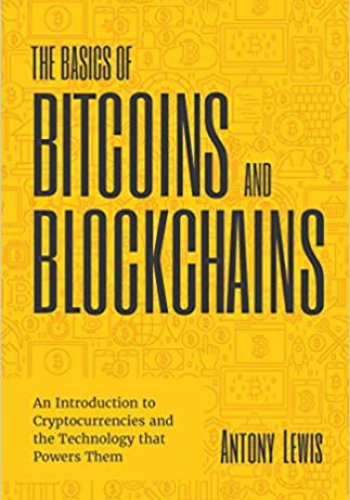 THE BASICS OF
BITCOINS AND
BLOCKCHAINS
An Introduction to
Cryptocurrencies and
the Technology that
Powers Them
ANTONY LEWIS